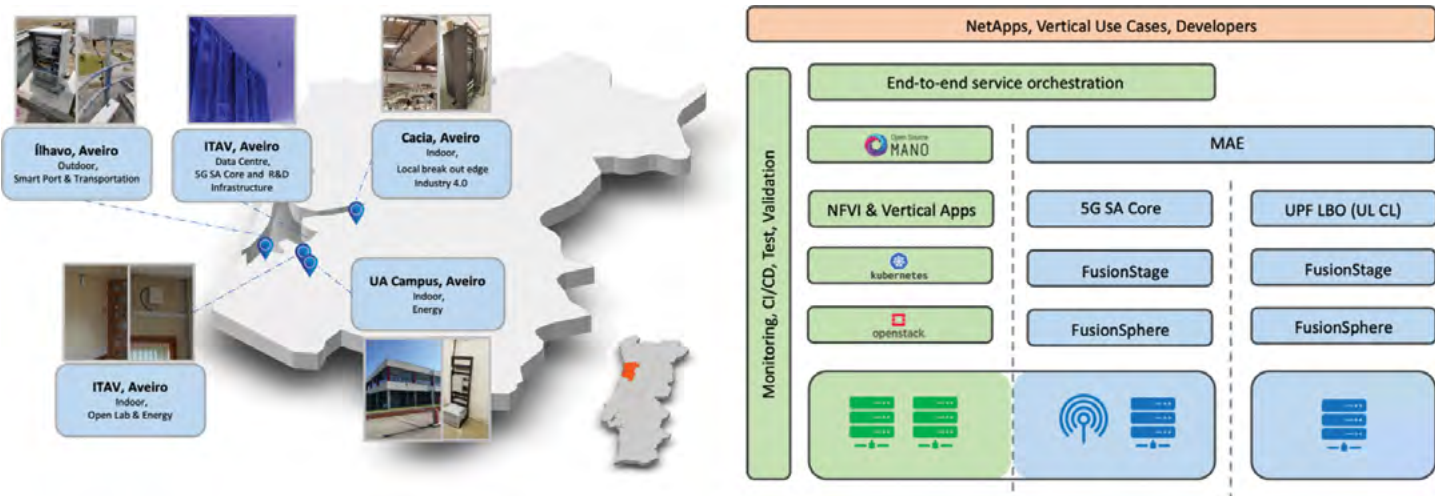 Ílhavo, Aveiro
Outdoor,
Smart Port & Transportation
ITAV, Aveiro
Data Centre,
5G SA Core and R&D
Infrastructure
Cacia, Aveiro
Indoor,
Local break out edge
Industry 4.0
UA Campus, Aveiro
Indoor,
Energy
ITAV, Aveiro
Indoor,
Open Lab & Energy
NetApps, Vertical Use Cases, Developers
Monitoring, CI/CD, Test, Validation
End-to-end service orchestration
Open Source
MANO
MAE
NFVI & Vertical Apps
5G SA Core
UPF LBO (UL CL)
kubernetes
FusionStage
FusionStage
openstack.
FusionSphere
FusionSphere